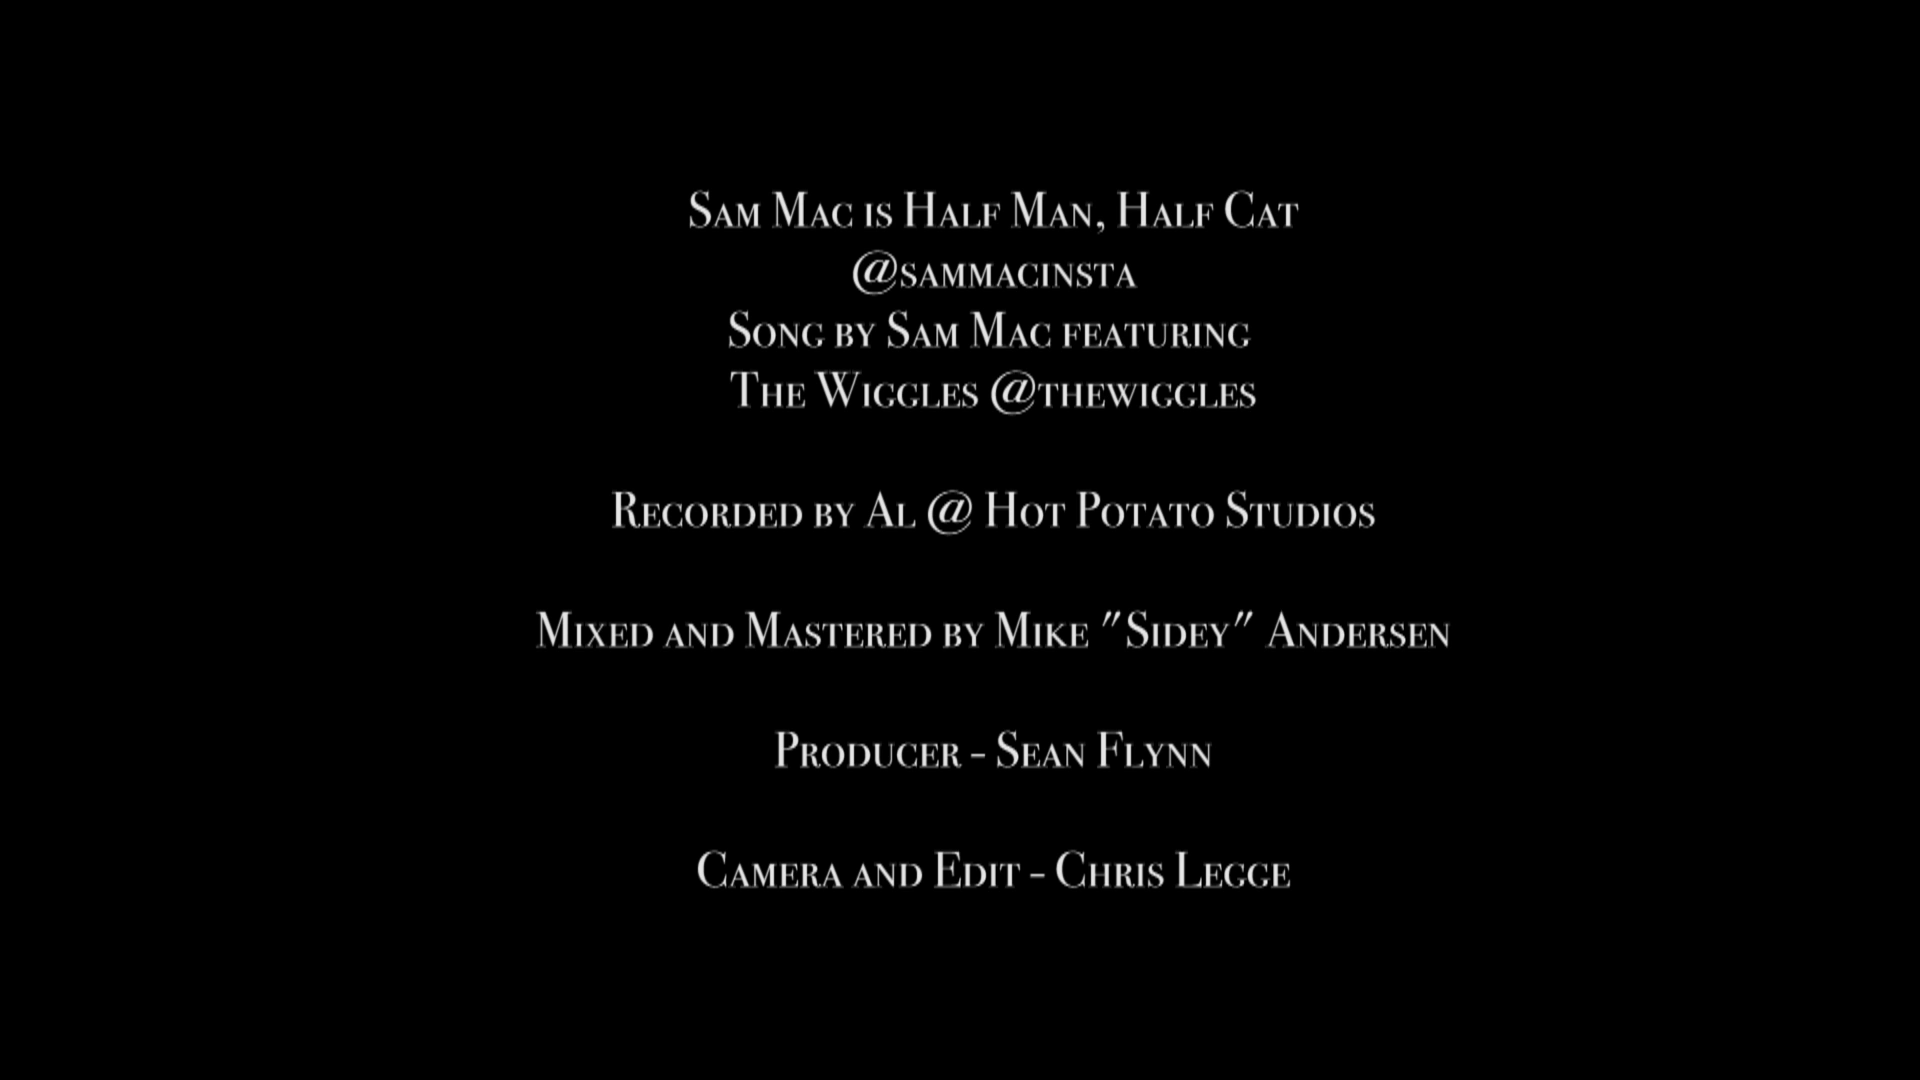 Sam Mac is Half Man, Half Cat
@sammacinsta
Song by Sam Mac featuring
The Wiggles @thewiggles
Recorded by Al @ Hot Potato Studios
Mixed and Mastered by Mike "Sidey" Andersen
Producer - Sean Flynn
Camera and Edit - Chris Legge